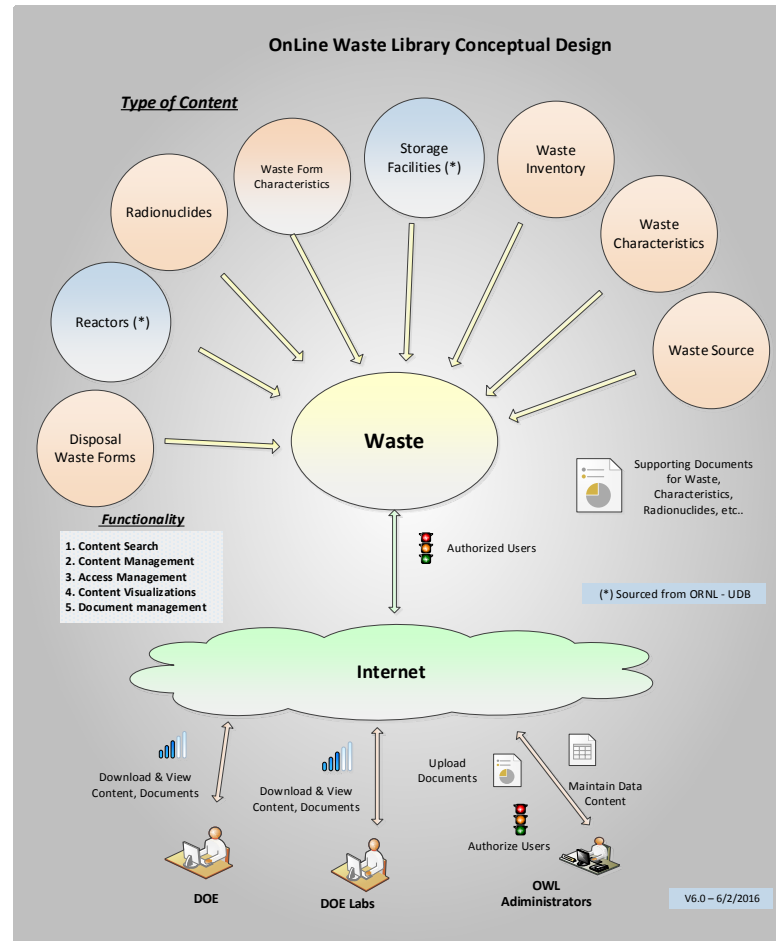 OnLine Waste Library Conceptual Design
Type of Content
Storage
Facilities (*)
Waste
Inventory
Waste Form
Characteristics
Radionuclides
Waste
Characteristics
Reactors (*)
Waste Source
Disposal
Waste Forms
Waste
Supporting Documents
for Waste,
Characteristics,
Radionuclides, etc..
Functionality
1. Content Search
2. Content Management
3. Access Management
4. Content Visualizations
5. Document management
Authorized Users
(*) Sourced from ORNL - UDB
Internet
Download & View
Content, Documents
Download & View
Content, Documents
Upload
Documents
Maintain Data
Content
Authorize Users
DOE
DOE Labs
OWL
Adiministrators
V6.0 – 6/2/2016